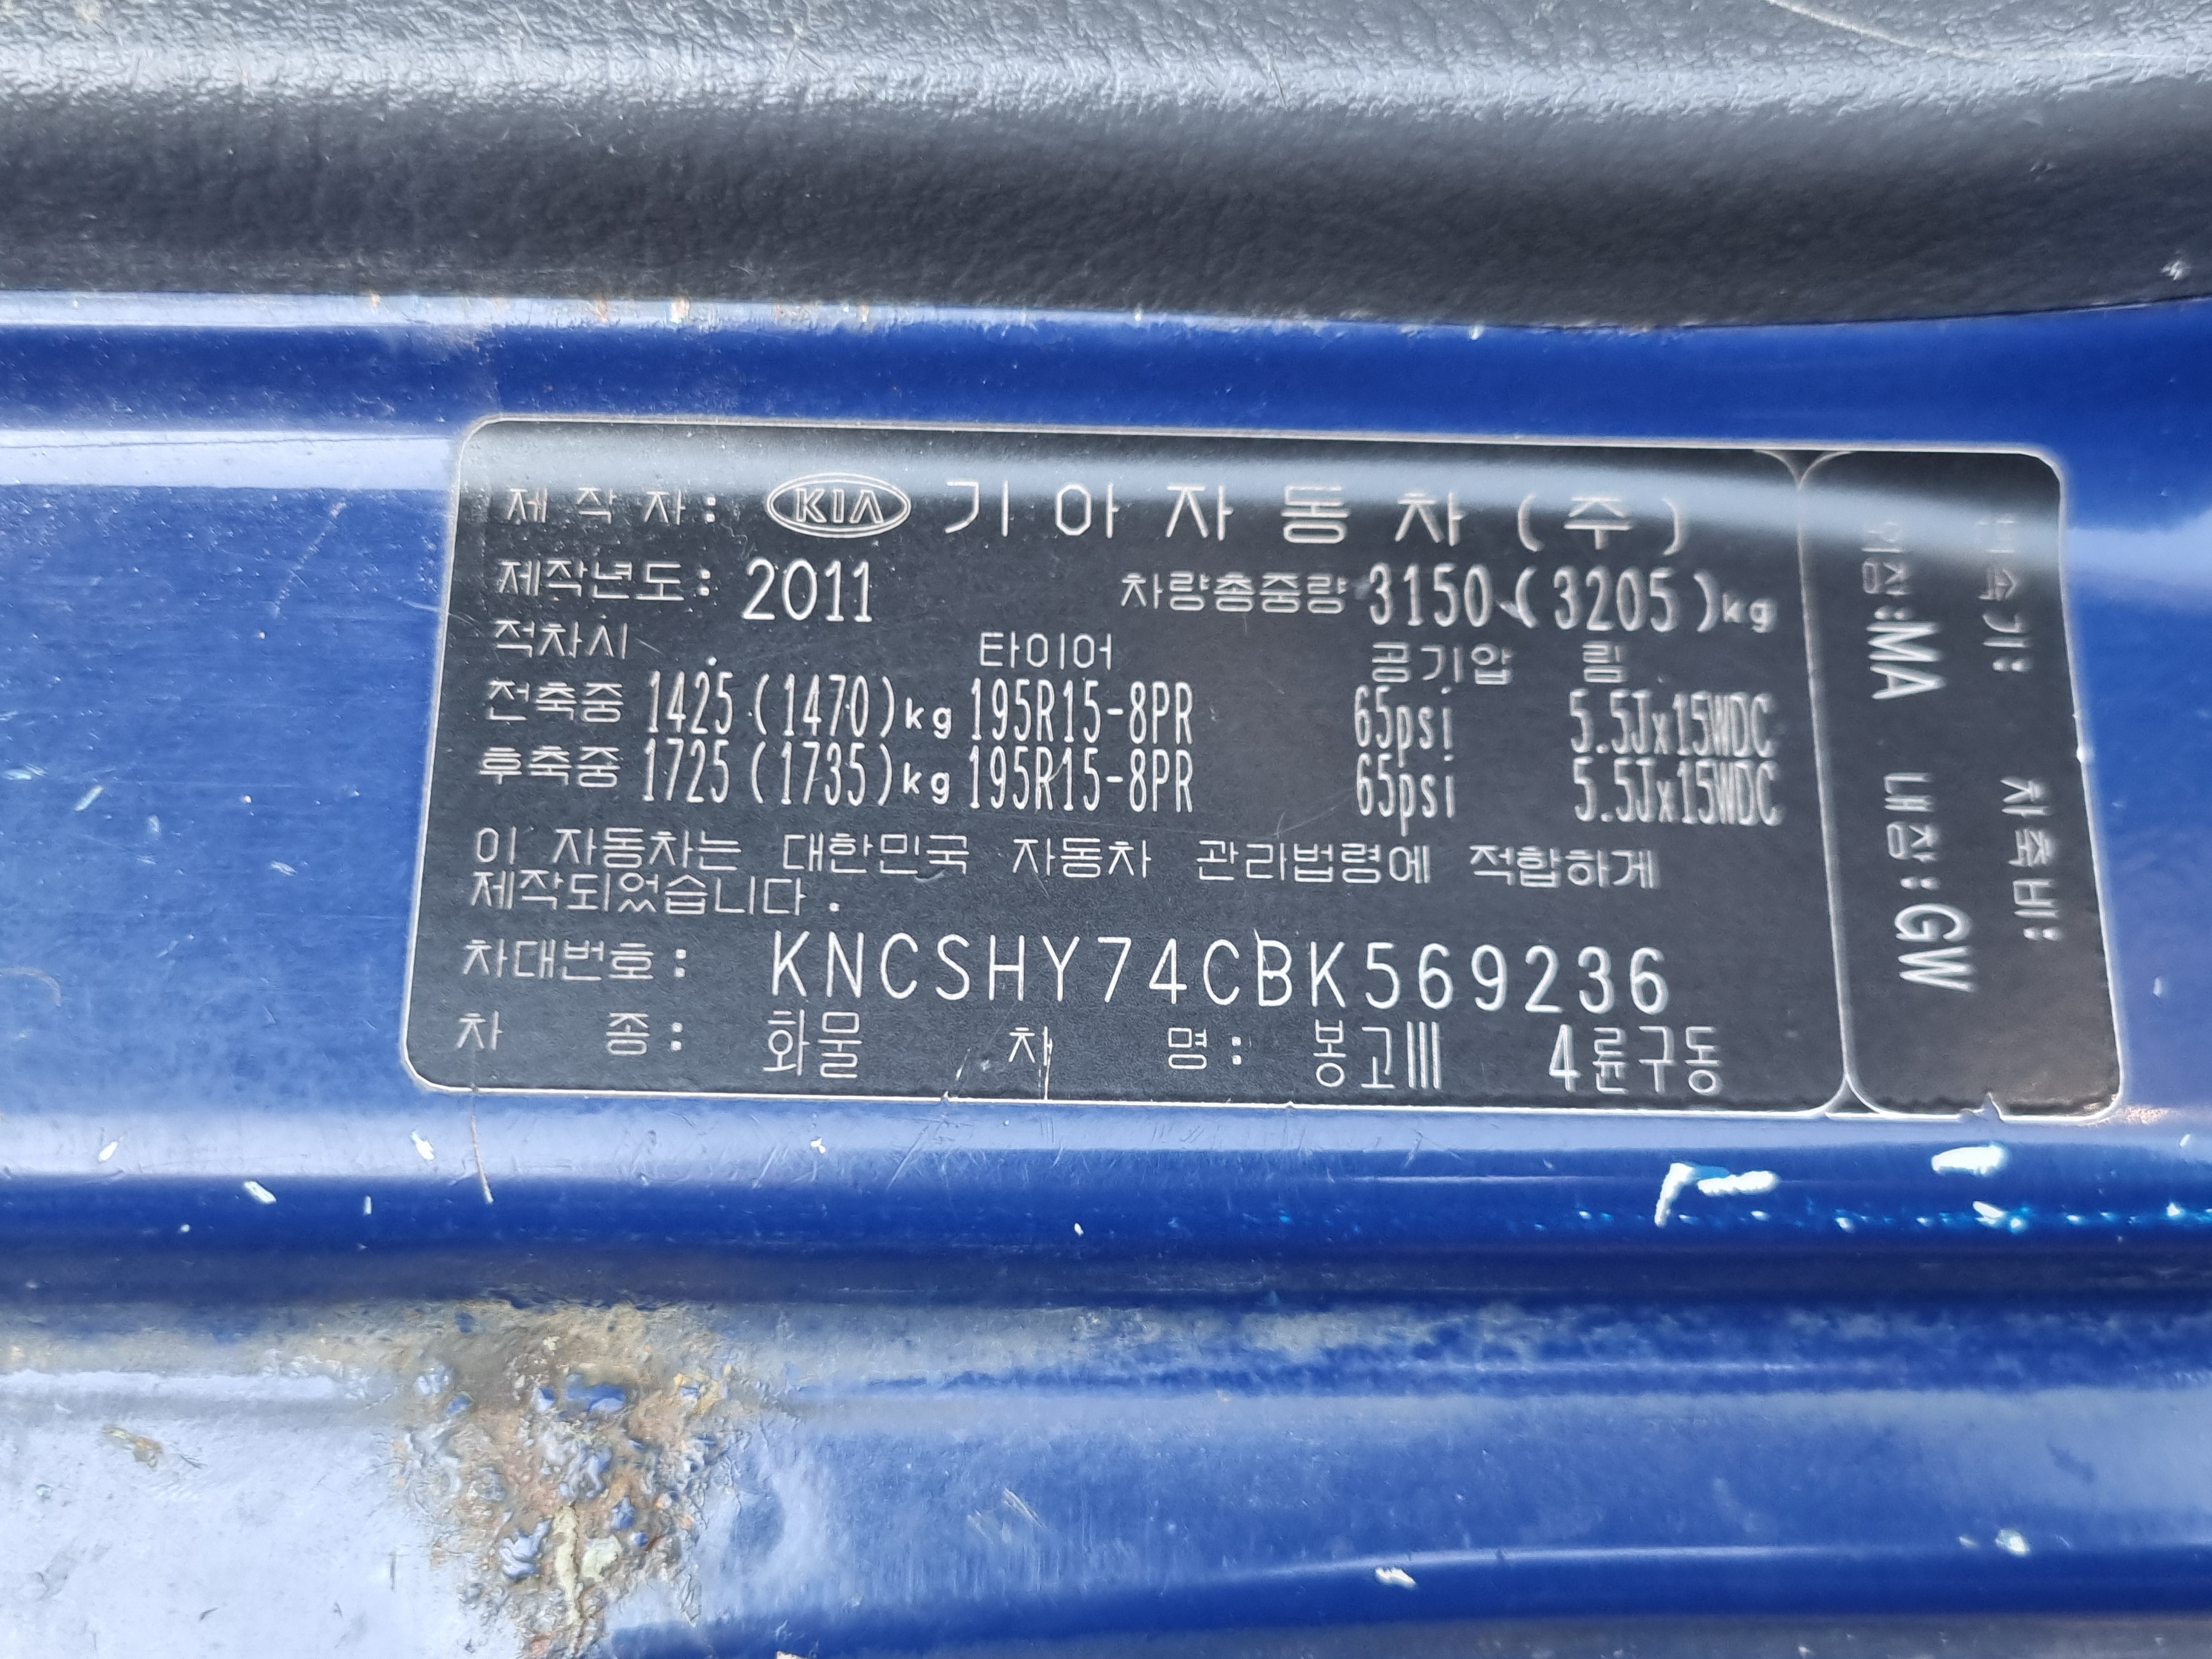 제 작 자: KIA 기아자동차(주)
제작년도: 2011 차량총중량 3150 (3205)kg
적차시 타이어 공기압 림
전축중 1425(1470)kg 195R15-8PR 65psi 5.5Jx15WDC
후축중 1725(1735)kg 195R15-8PR 65psi 5.5Jx15WDC
이 자동차는 대한민국 자동차 관리법령에 적합하게
제작되었습니다.
차대번호: KNCSHY74CBK569236
차 종: 화물 차 명: 봉고III 4륜구동
변속기: 차축비:
외장:MA 내장:GW